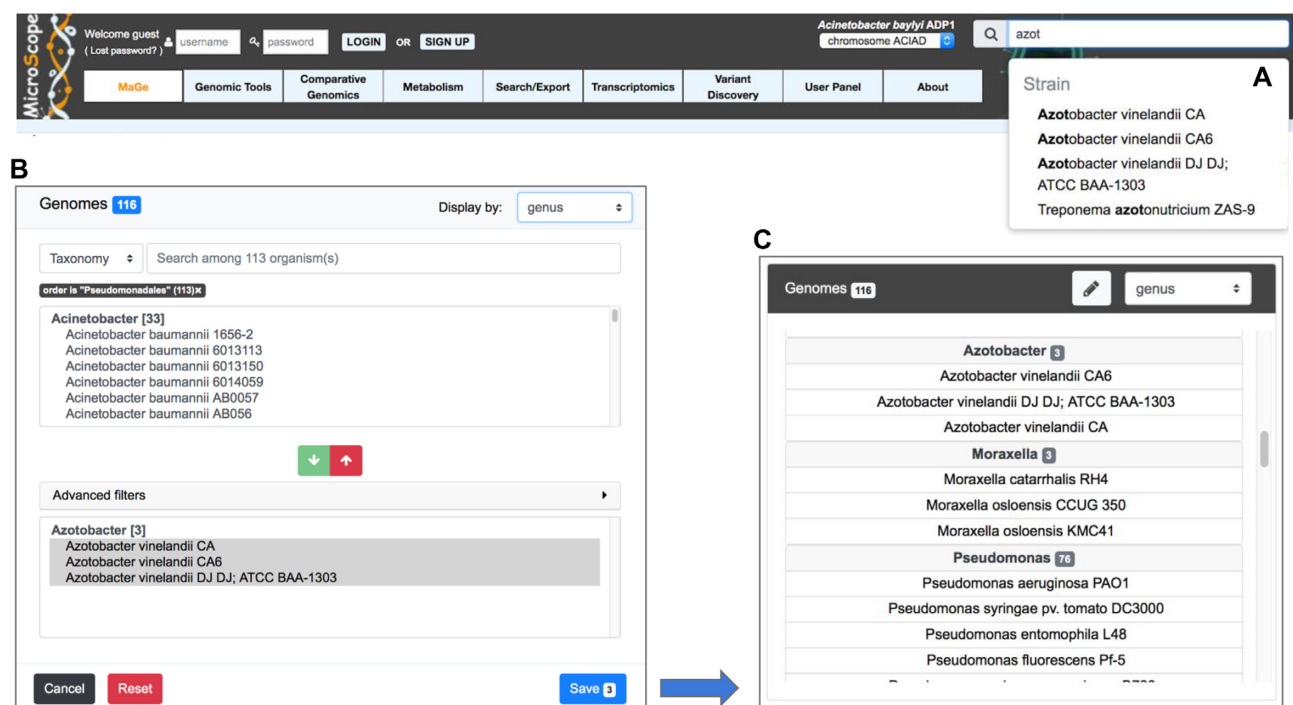 MicroScope
Welcome guest
( Lost password? )
username
password
LOGIN
OR
SIGN UP
Acinetobacter baylyi ADP1
chromosome ACIAD
azot
MaGe
Genomic Tools
Comparative
Genomics
Metabolism
Search/Export
Transcriptomics
Variant
Discovery
User Panel
About
A
Strain
Azotobacter vinelandii CA
Azotobacter vinelandii CA6
Azotobacter vinelandii DJ DJ;
ATCC BAA-1303
Treponema azotonutricium ZAS-9
B
Genomes 116
Display by:
genus
Taxonomy
Search among 113 organism(s)
order is "Pseudomonadales" (113)x
Acinetobacter [33]
Acinetobacter baumannii 1656-2
Acinetobacter baumannii 6013113
Acinetobacter baumannii 6013150
Acinetobacter baumannii 6014059
Acinetobacter baumannii AB0057
Acinetobacter baumannii AB056
Advanced filters
Azotobacter [3]
Azotobacter vinelandii CA
Azotobacter vinelandii CA6
Azotobacter vinelandii DJ DJ; ATCC BAA-1303
Cancel
Reset
Save 3
C
Genomes 116
genus
Azotobacter 3
Azotobacter vinelandii CA6
Azotobacter vinelandii DJ DJ; ATCC BAA-1303
Azotobacter vinelandii CA
Moraxella 3
Moraxella catarrhalis RH4
Moraxella osloensis CCUG 350
Moraxella osloensis KMC41
Pseudomonas 76
Pseudomonas aeruginosa PAO1
Pseudomonas syringae pv. tomato DC3000
Pseudomonas entomophila L48
Pseudomonas fluorescens Pf-5